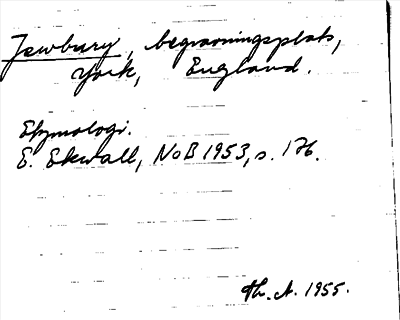 Jewbury, begravningsplats,
York, England.
Etymologi.
E. Ekwall, NoB 1953, s. 176.
Th. A. 1955.